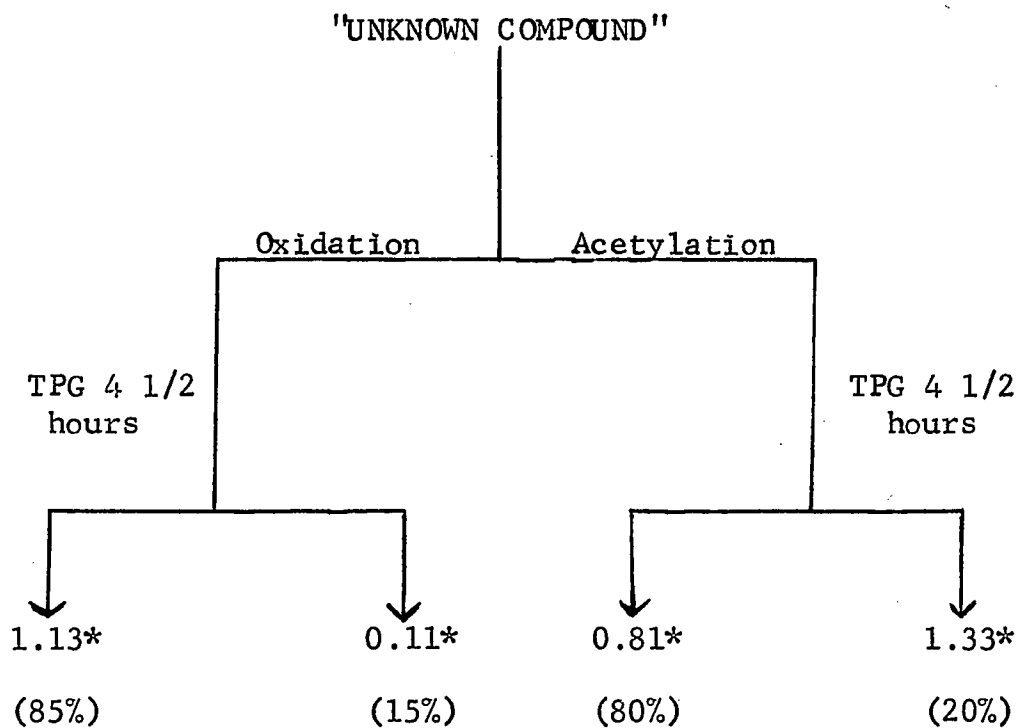 "UNKNOWN COMPOUND"
Oxidation Acetylation
TPG 4 1/2 TPG 4 1/2
hours hours
1.13* 0.11* 0.81* 1.33*
(85%) (15%) (80%) (20%)